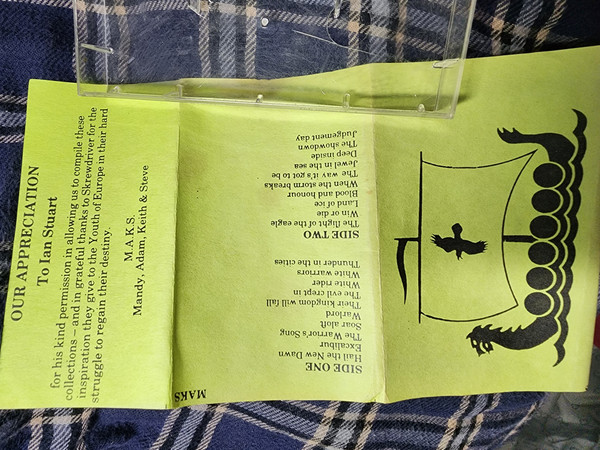 OUR APPRECIATION
To Ian Stuart
for his kind permission in allowing us to compile these
collections – and in grateful thanks to Skrewdriver for the
inspiration they give to the Youth of Europe in their hard
struggle to regain their destiny.
M.A.K.S.
Mandy, Adam, Keith & Steve
MAKS
SIDE ONE
Hail the New Dawn
Excalibur
The Warrior's Song
Soar aloft
Warlord
Their kingdom will fall
The evil crept in
White rider
White warriors
Thunder in the cities
SIDE TWO
The flight of the eagle
Win or die
Land of ice
Blood and honour
When the storm breaks
The way it's got to be
Jewel in the sea
Deep inside
The showdown
Judgement day